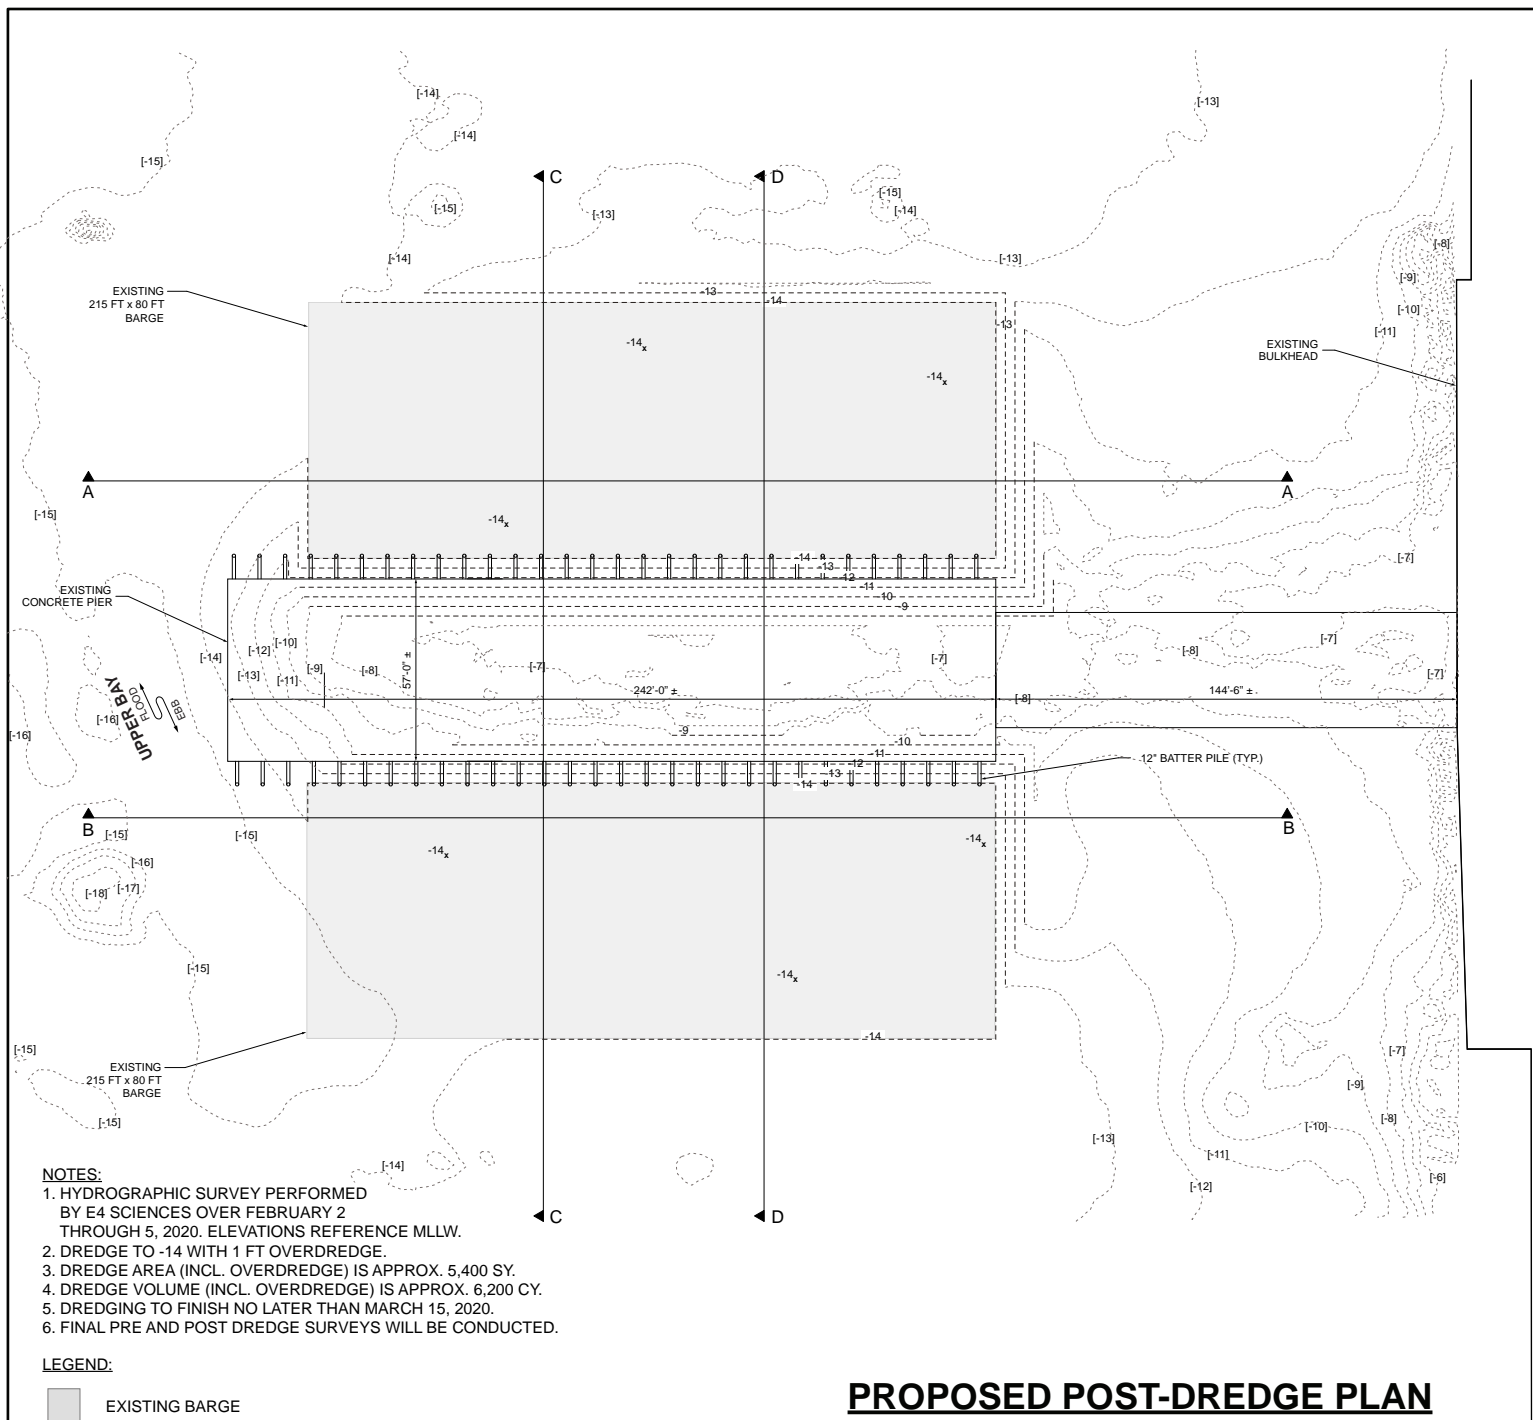 [-14]
[-13]
[-14]
[-15]
C
D
[-15]
[-15]
[-14]
[-13]
[-8]
[-14]
[-13]
[-9]
EXISTING
215 FT x 80 FT
BARGE
-13
-14
[-10]
-13
[-11]
-14x
EXISTING
BULKHEAD
-14x
A
A
[-15]
-14x
-14
[-7]
-13
-12
-11
EXISTING
CONCRETE PIER
-10
-9
[-14]
[-12]
[-10]
[-13]
[-11]
[-9]
[-8]
57'-0" ±
[-7]
[-7]
[-8]
[-7]
[-7]
242'-0" ±
[-8]
144'-6" ±
UPPER BAY
FLOOD
EBB
[-16]
[-16]
-9
-10
-11
-12
-13
-14
12" BATTER PILE (TYP.)
B
B
[-15]
[-15]
-14x
-14x
[-16]
[-17]
[-18]
[-15]
-14x
-14
[-15]
[-7]
EXISTING
215 FT x 80 FT
BARGE
[-9]
[-15]
[-8]
[-10]
[-13]
[-11]
[-14]
[-6]
[-12]
NOTES:
1. HYDROGRAPHIC SURVEY PERFORMED
BY E4 SCIENCES OVER FEBRUARY 2
THROUGH 5, 2020. ELEVATIONS REFERENCE MLLW.
2. DREDGE TO -14 WITH 1 FT OVERDREDGE.
3. DREDGE AREA (INCL. OVERDREDGE) IS APPROX. 5,400 SY.
4. DREDGE VOLUME (INCL. OVERDREDGE) IS APPROX. 6,200 CY.
5. DREDGING TO FINISH NO LATER THAN MARCH 15, 2020.
6. FINAL PRE AND POST DREDGE SURVEYS WILL BE CONDUCTED.
LEGEND:
EXISTING BARGE
PROPOSED POST-DREDGE PLAN